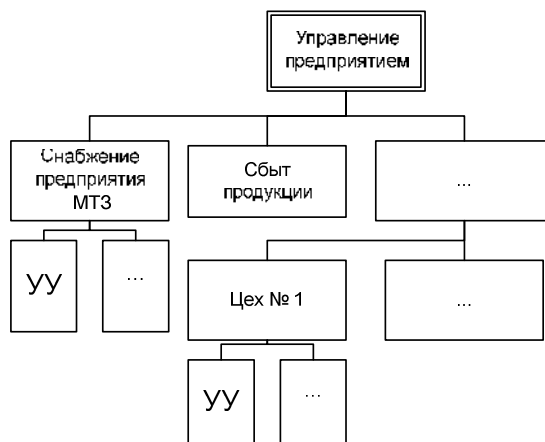 Управление
предприятием
Снабжение
предприятия
МТЗ
Сбыт
продукции
...
УУ
...
Цех № 1
...
УУ
...